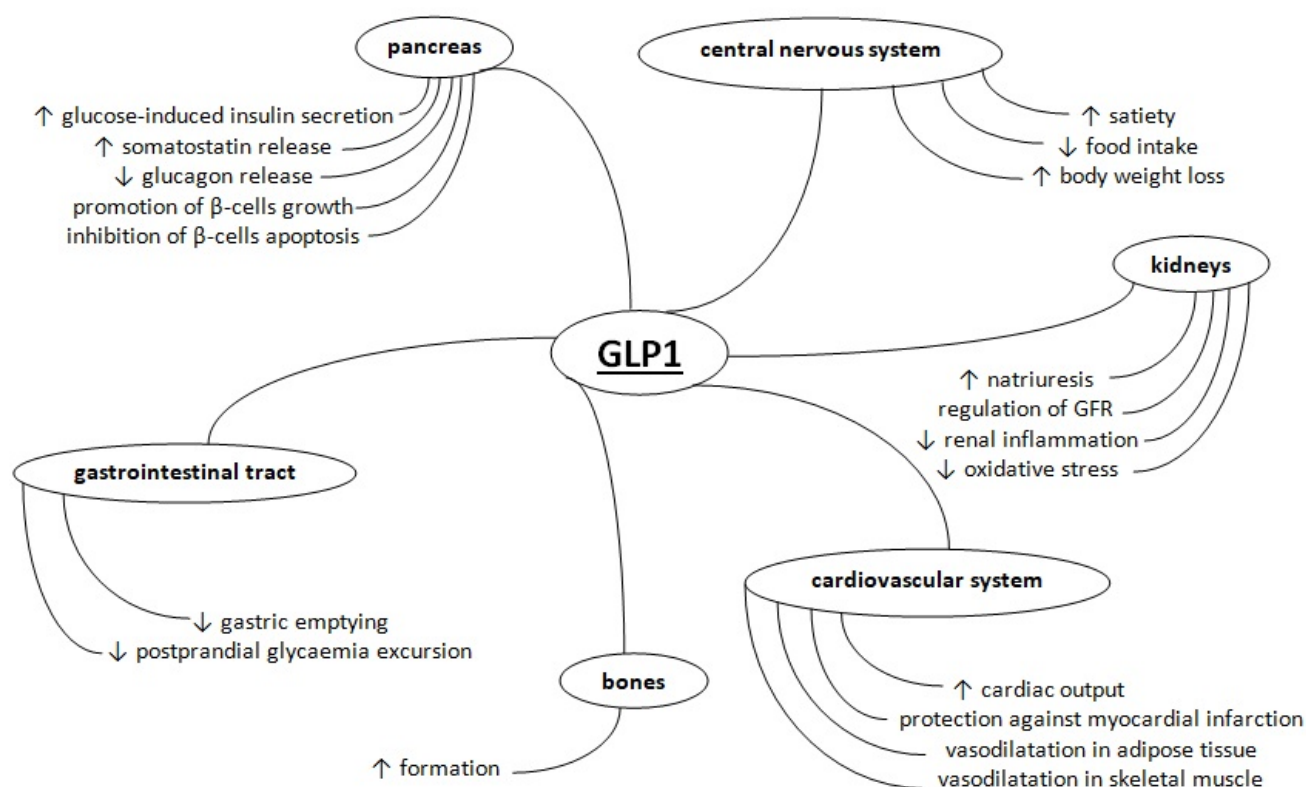 pancreas
↑ glucose-induced insulin secretion
↑ somatostatin release
↓ glucagon release
promotion of β-cells growth
inhibition of β-cells apoptosis
central nervous system
↑ satiety
↓ food intake
↑ body weight loss
kidneys
↑ natriuresis
regulation of GFR
↓ renal inflammation
↓ oxidative stress
GLP1
gastrointestinal tract
↓ gastric emptying
↓ postprandial glycaemia excursion
bones
↑ formation
cardiovascular system
↑ cardiac output
protection against myocardial infarction
vasodilatation in adipose tissue
vasodilatation in skeletal muscle